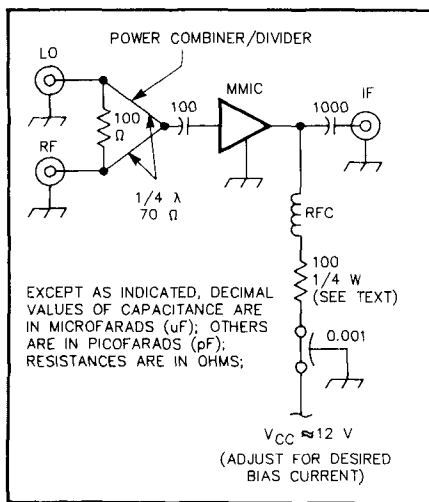 LO
POWER COMBINER/DIVIDER
MMIC
IF
100
1000
100
Ω
RF
1/4 λ
70 Ω
RFC
100
1/4 W
(SEE TEXT)
0.001
EXCEPT AS INDICATED, DECIMAL
VALUES OF CAPACITANCE ARE
IN MICROFARADS (uF); OTHERS
ARE IN PICOFARADS (pF);
RESISTANCES ARE IN OHMS;
VCC ≈12 V
(ADJUST FOR DESIRED
BIAS CURRENT)